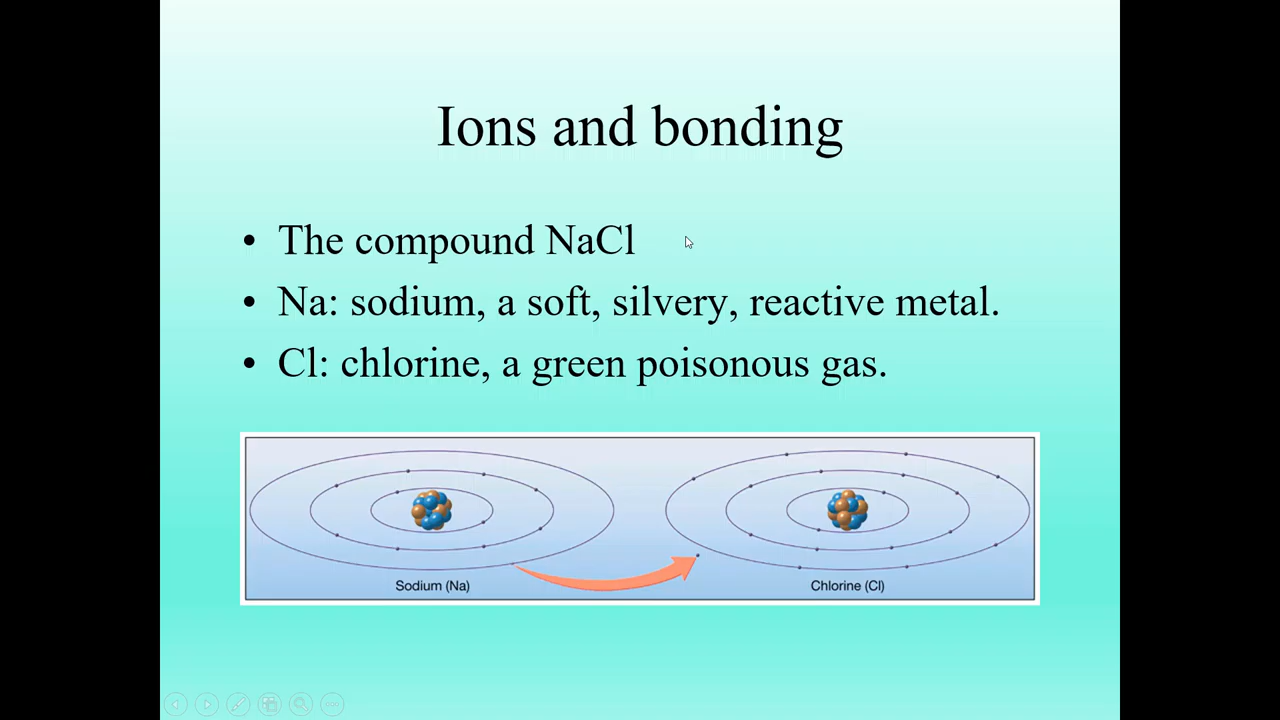 Ions and bonding
• The compound NaCl
• Na: sodium, a soft, silvery, reactive metal.
• Cl: chlorine, a green poisonous gas.
Sodium (Na)
Chlorine (Cl)